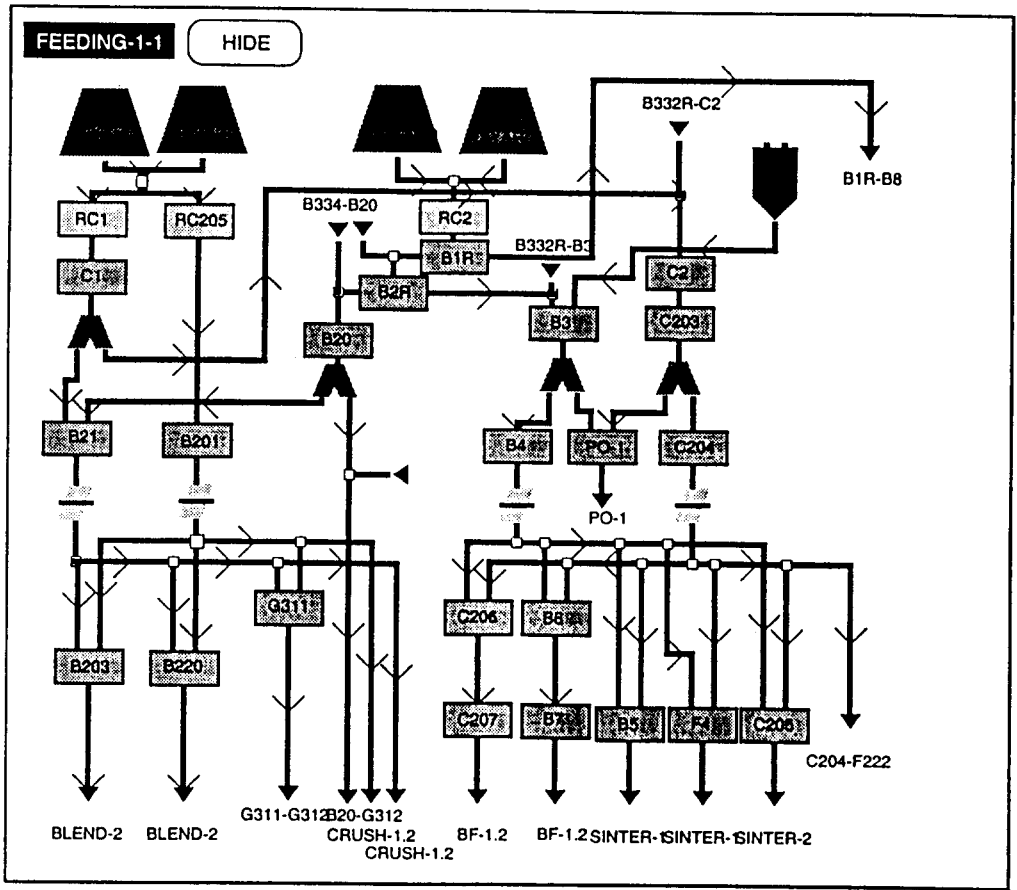 FEEDING-1-1
HIDE
B332R-C2
B1R-B8
RC1
RC205
B334-B20
RC2
B332R-B3
B1R
C1
C2
B2R
B20
B3
C203
B21
B201
B4
PO-1
C204
PO-1
G311
C206
B203
B220
C207
B7
B5
F4
C204-F222
G311-G312
B20-G312
BLEND-2
BLEND-2
CRUSH-1.2
BF-1.2
BF-1.2
SINTER-1
SINTER-1
SINTER-2
CRUSH-1.2